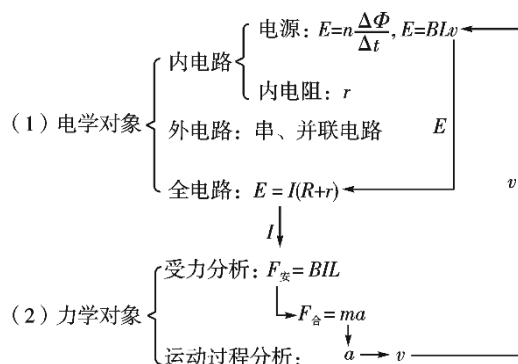 电源：E=nΔΦ/Δt, E=BLv
内电路
内电阻：r
（1）电学对象
外电路：串、并联电路
E
v
全电路：E=I(R+r)
I
受力分析：F安=BIL
（2）力学对象
F合=ma
运动过程分析：a→v